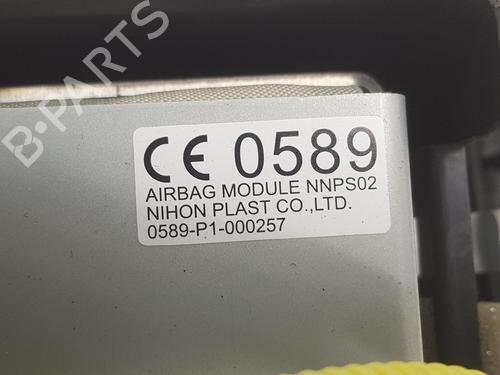 B-PARTS
CE 0589
AIRBAG MODULE NNPS02
NIHON PLAST CO.,LTD.
0589-P1-000257